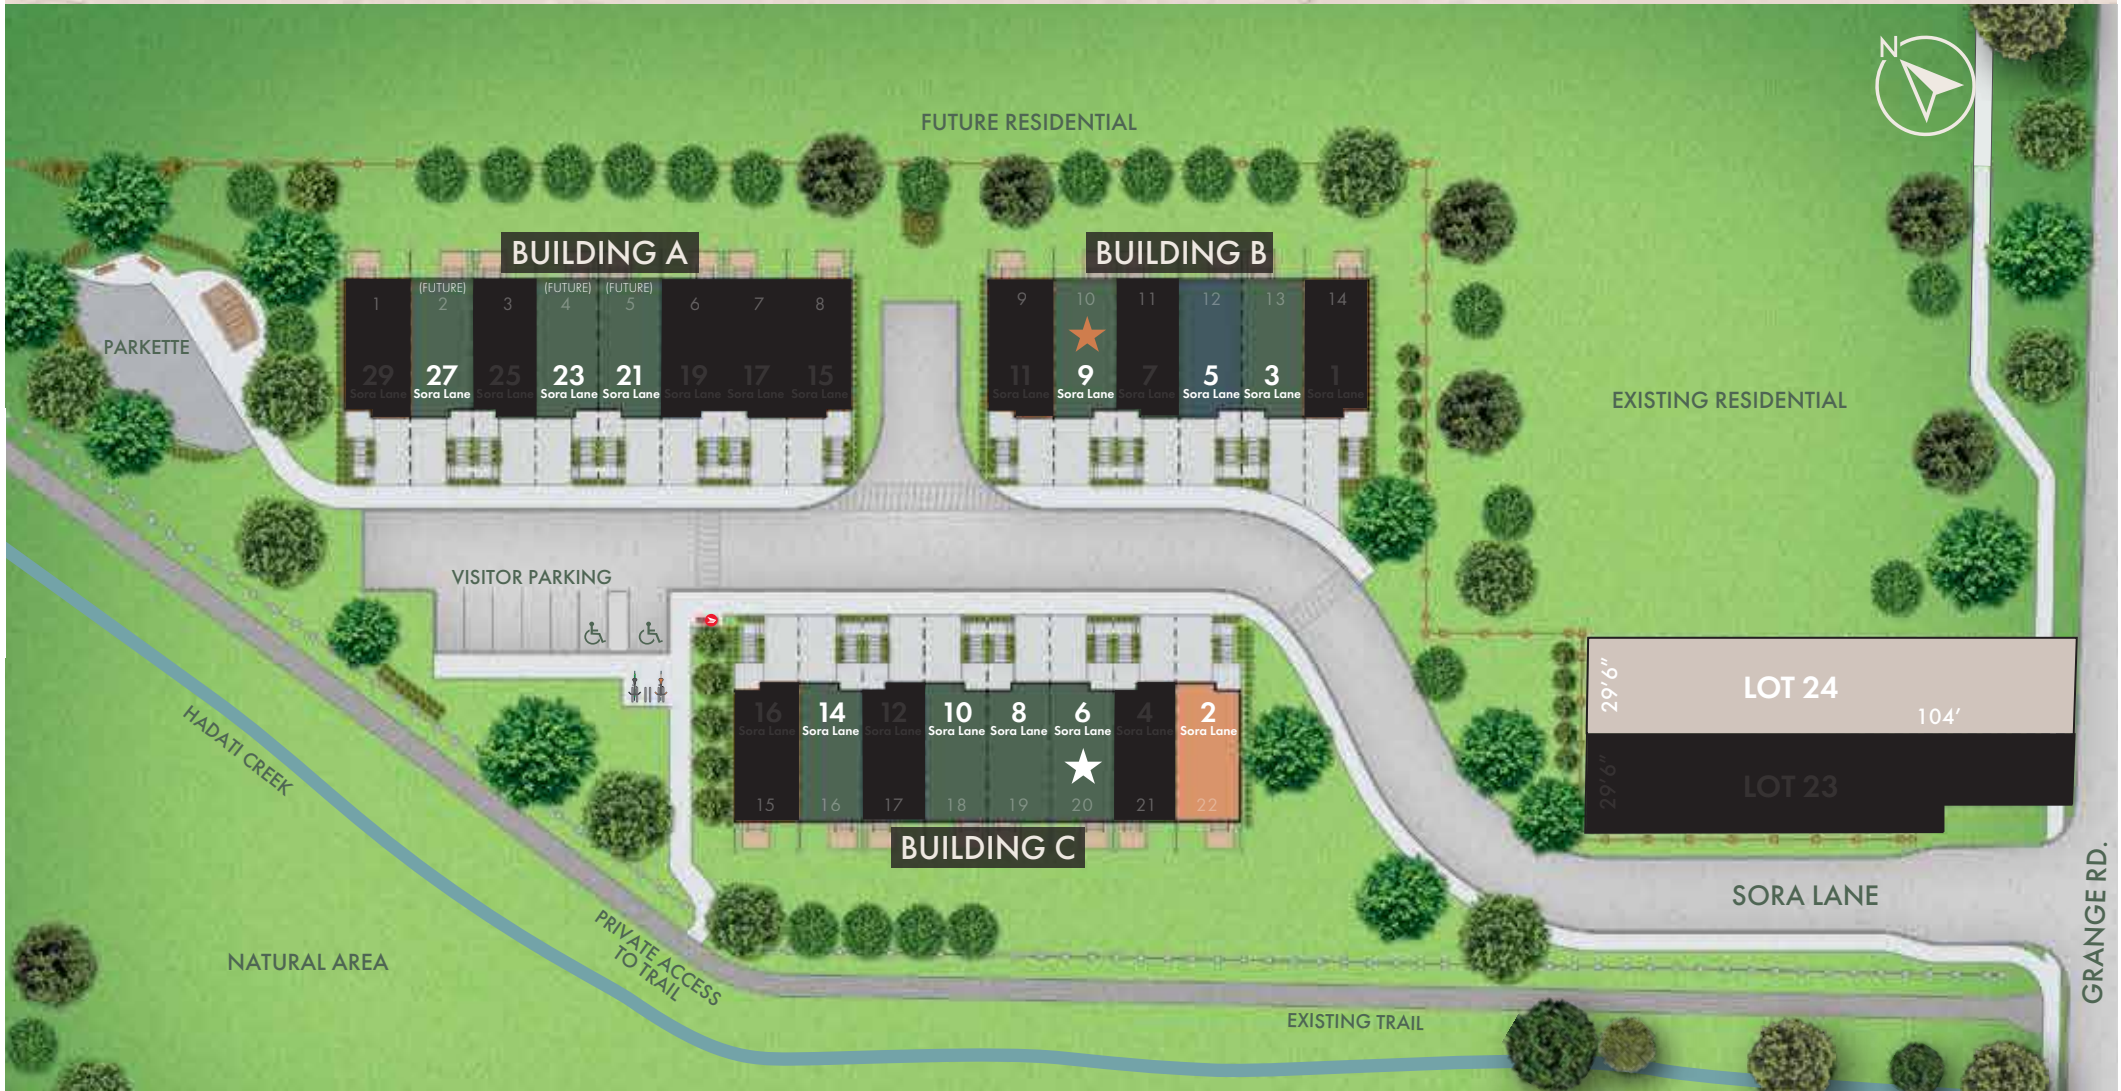 N
FUTURE RESIDENTIAL
BUILDING A
BUILDING B
1
(FUTURE)
2
3
(FUTURE)
4
(FUTURE)
5
6
7
8
9
10
11
12
13
14
29
Sora Lane
27
Sora Lane
25
Sora Lane
23
Sora Lane
21
Sora Lane
19
Sora Lane
17
Sora Lane
15
Sora Lane
11
Sora Lane
9
Sora Lane
7
Sora Lane
5
Sora Lane
3
Sora Lane
1
Sora Lane
PARKETTE
EXISTING RESIDENTIAL
VISITOR PARKING
16
Sora Lane
14
Sora Lane
12
Sora Lane
10
Sora Lane
8
Sora Lane
6
Sora Lane
4
Sora Lane
2
Sora Lane
15
16
17
18
19
20
21
22
BUILDING C
29'6"
LOT 24
104'
29'6"
LOT 23
HADATI CREEK
SORA LANE
GRANGE RD.
PRIVATE ACCESS
TO TRAIL
NATURAL AREA
EXISTING TRAIL